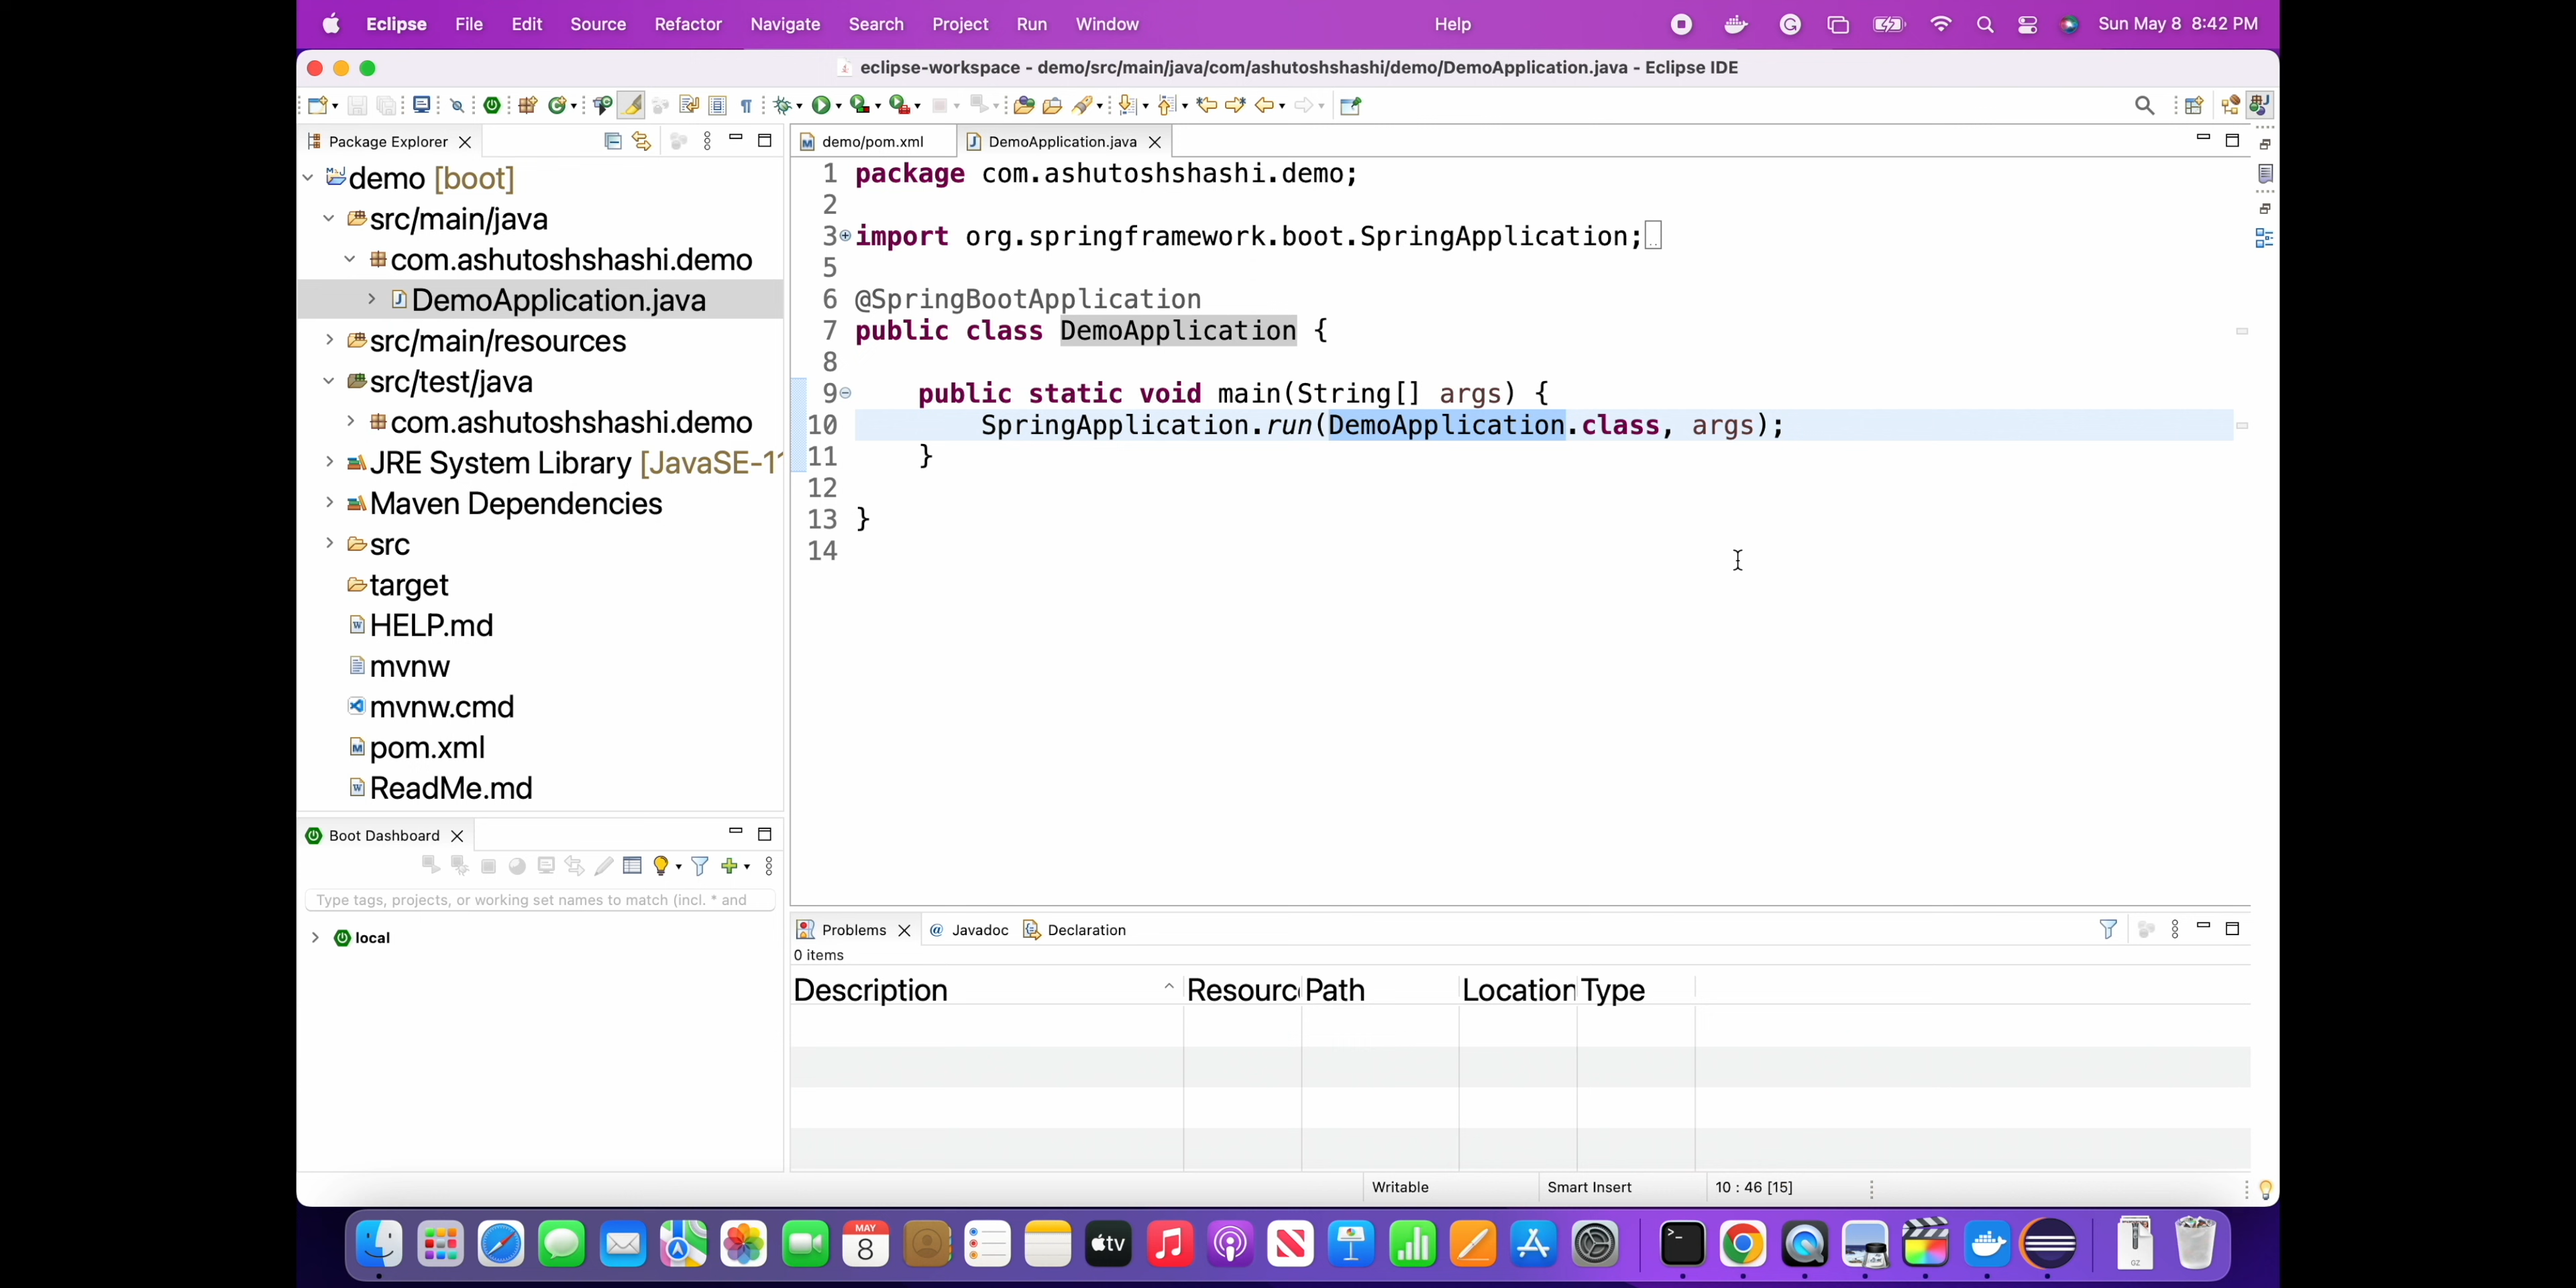 Eclipse File Edit Source Refactor Navigate Search Project Run Window Help Sun May 8 8:42 PM
eclipse-workspace - demo/src/main/java/com/ashutoshshashi/demo/DemoApplication.java - Eclipse IDE
Package Explorer
demo [boot]
src/main/java
com.ashutoshshashi.demo
DemoApplication.java
src/main/resources
src/test/java
com.ashutoshshashi.demo
JRE System Library [JavaSE-11
Maven Dependencies
src
target
HELP.md
mvnw
mvnw.cmd
pom.xml
ReadMe.md
Boot Dashboard
Type tags, projects, or working set names to match (incl. * and
local
demo/pom.xml DemoApplication.java
1 package com.ashutoshshashi.demo;
2
3 import org.springframework.boot.SpringApplication;
5
6 @SpringBootApplication
7 public class DemoApplication {
8
9 public static void main(String[] args) {
10 SpringApplication.run(DemoApplication.class, args);
11 }
12
13 }
14
Problems @ Javadoc Declaration
0 items
Description Resourc Path Location Type
Writable Smart Insert 10 : 46 [15]
MAY
8
tv